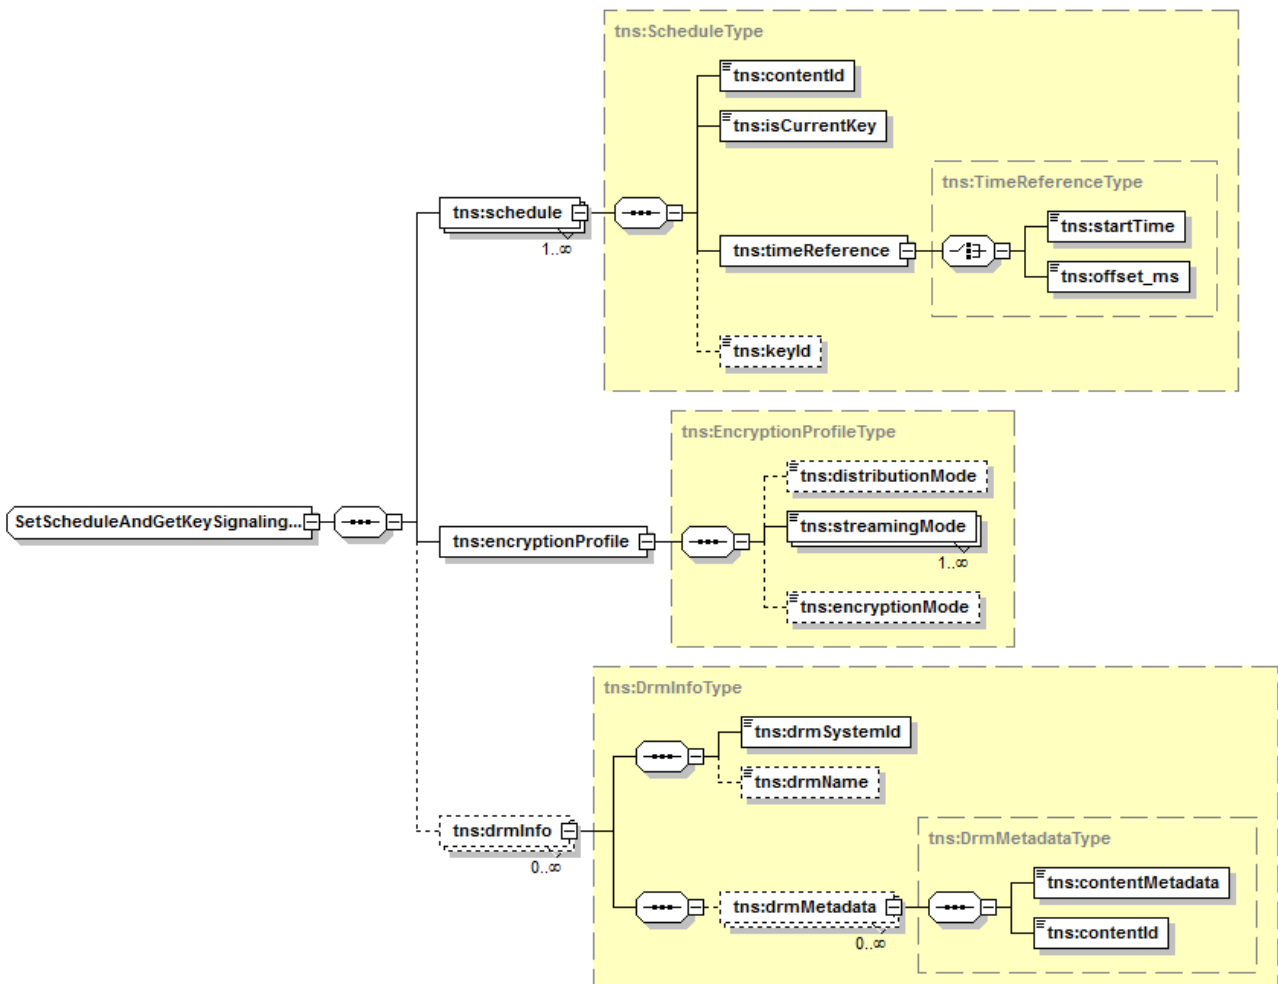 tns:ScheduleType
tns:contentId
tns:isCurrentKey
tns:TimeReferenceType
tns:schedule
1..∞
tns:startTime
tns:timeReference
tns:offset_ms
tns:keyId
tns:EncryptionProfileType
tns:distributionMode
SetScheduleAndGetKeySignaling...
tns:encryptionProfile
tns:streamingMode
1..∞
tns:encryptionMode
tns:DrmInfoType
tns:drmSystemId
tns:drmName
tns:drmInfo
0..∞
tns:DrmMetadataType
tns:contentMetadata
tns:drmMetadata
0..∞
tns:contentId